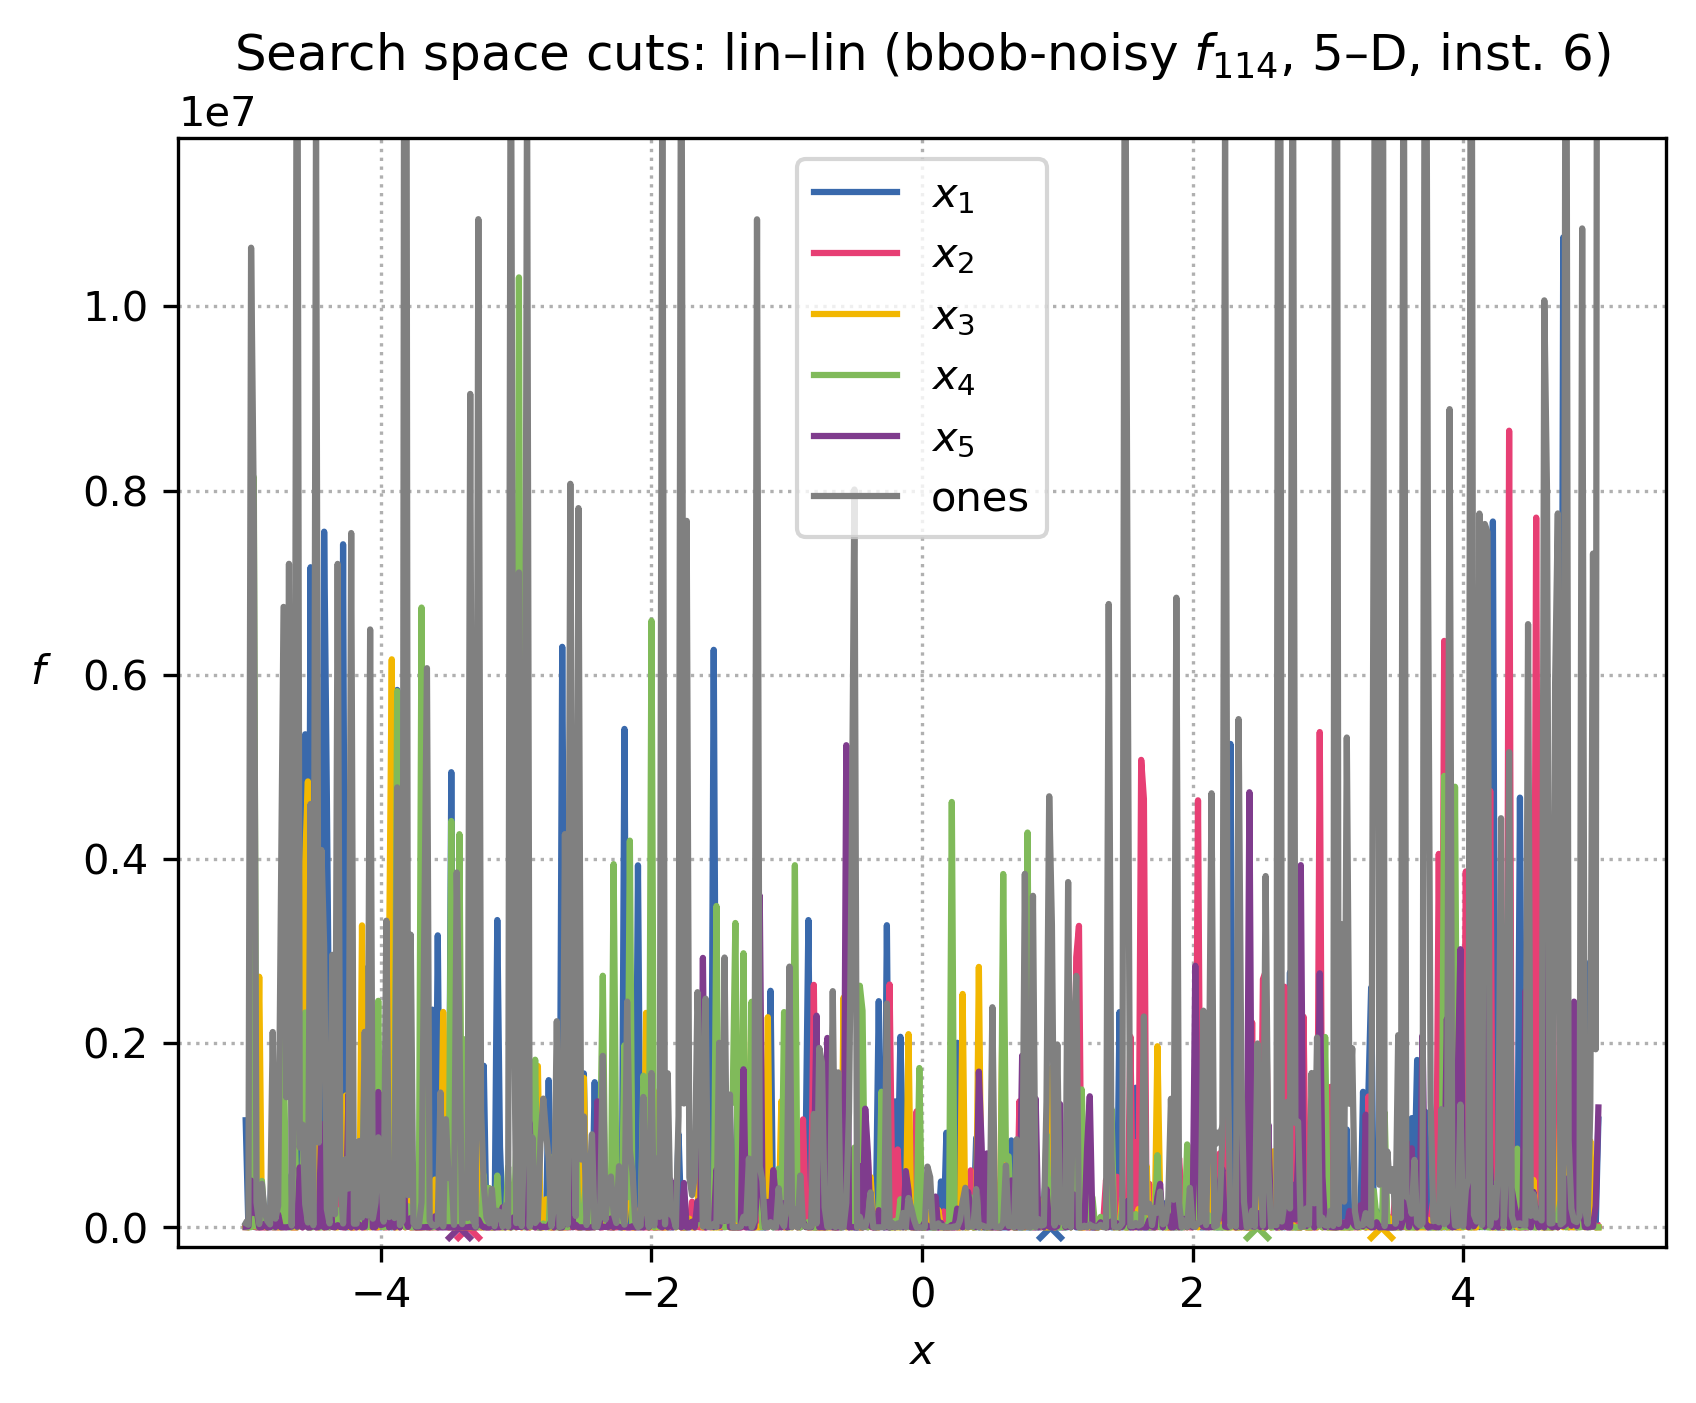 Search space cuts: lin–lin (bbob-noisy f₁₁₄, 5–D, inst. 6)
1e7
x₁
x₂
x₃
x₄
x₅
ones
1.0
0.8
0.6
0.4
0.2
0.0
f
−4 −2 0 2 4
x